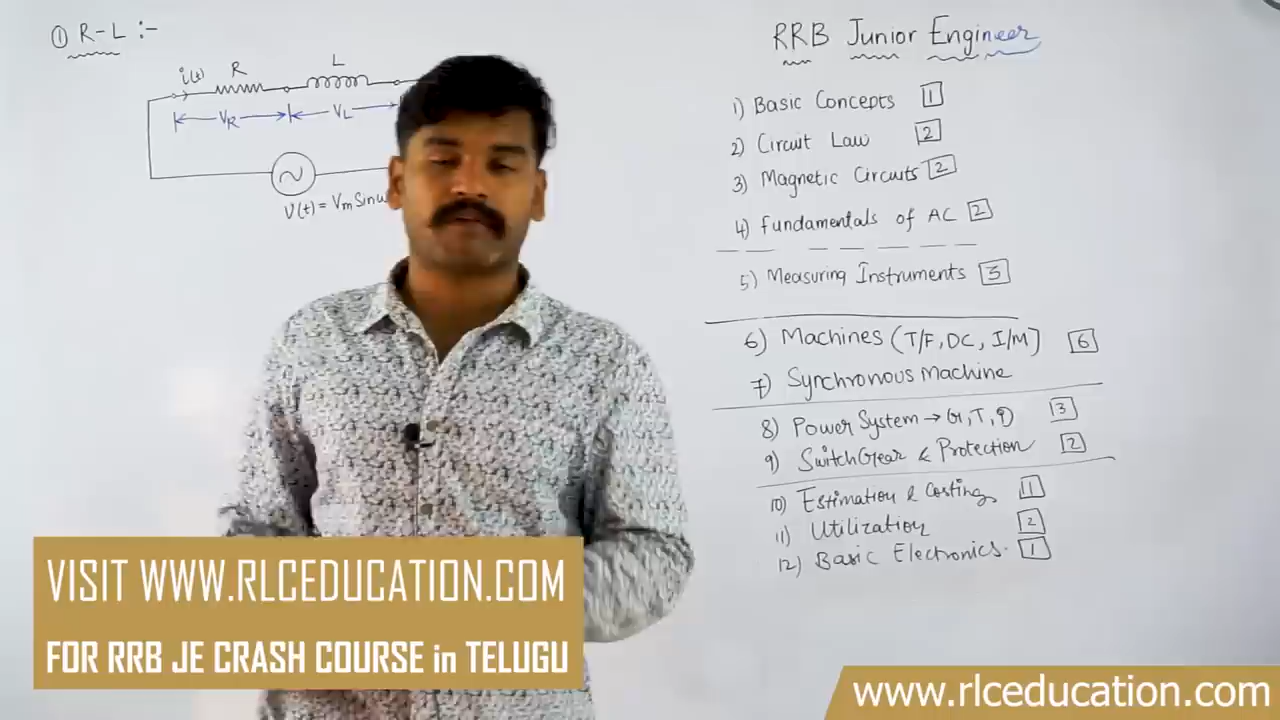 ① R-L :-
i(t) R L
V_R V_L
V(t) = Vm Sinω
RRB Junior Engineer
1) Basic Concepts 1
2) Circuit Law 2
3) Magnetic Circuits 2
4) fundamentals of AC 2
5) Measuring Instruments 3
6) Machines (T/F, DC, I/M] 6
7) Synchronous Machine
8) Power System → G, T, D 3
9) SwitchGear & Protection 2
10) Estimation & Costing 1
11) Utilization 2
12) Basic Electronics. 1
VISIT WWW.RLCEDUCATION.COM
FOR RRB JE CRASH COURSE in TELUGU
www.rlceducation.com